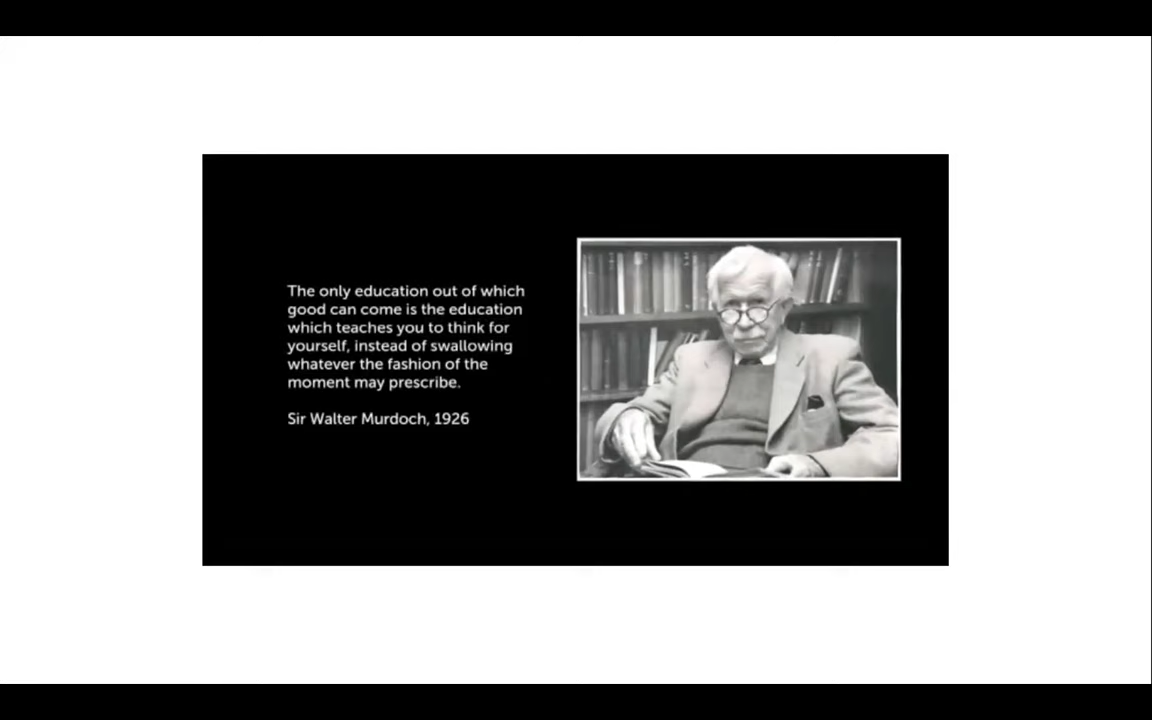 The only education out of which
good can come is the education
which teaches you to think for
yourself, instead of swallowing
whatever the fashion of the
moment may prescribe.
Sir Walter Murdoch, 1926